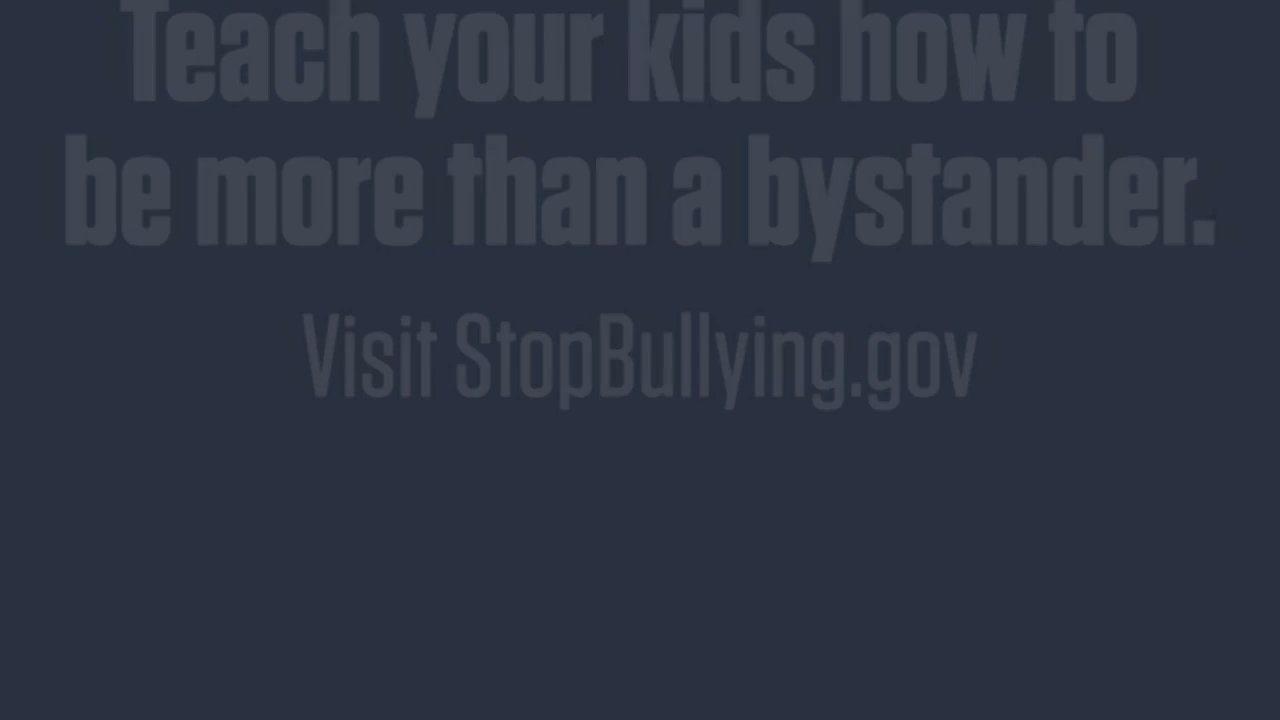 Teach your kids how to
be more than a bystander.
Visit StopBullying.gov